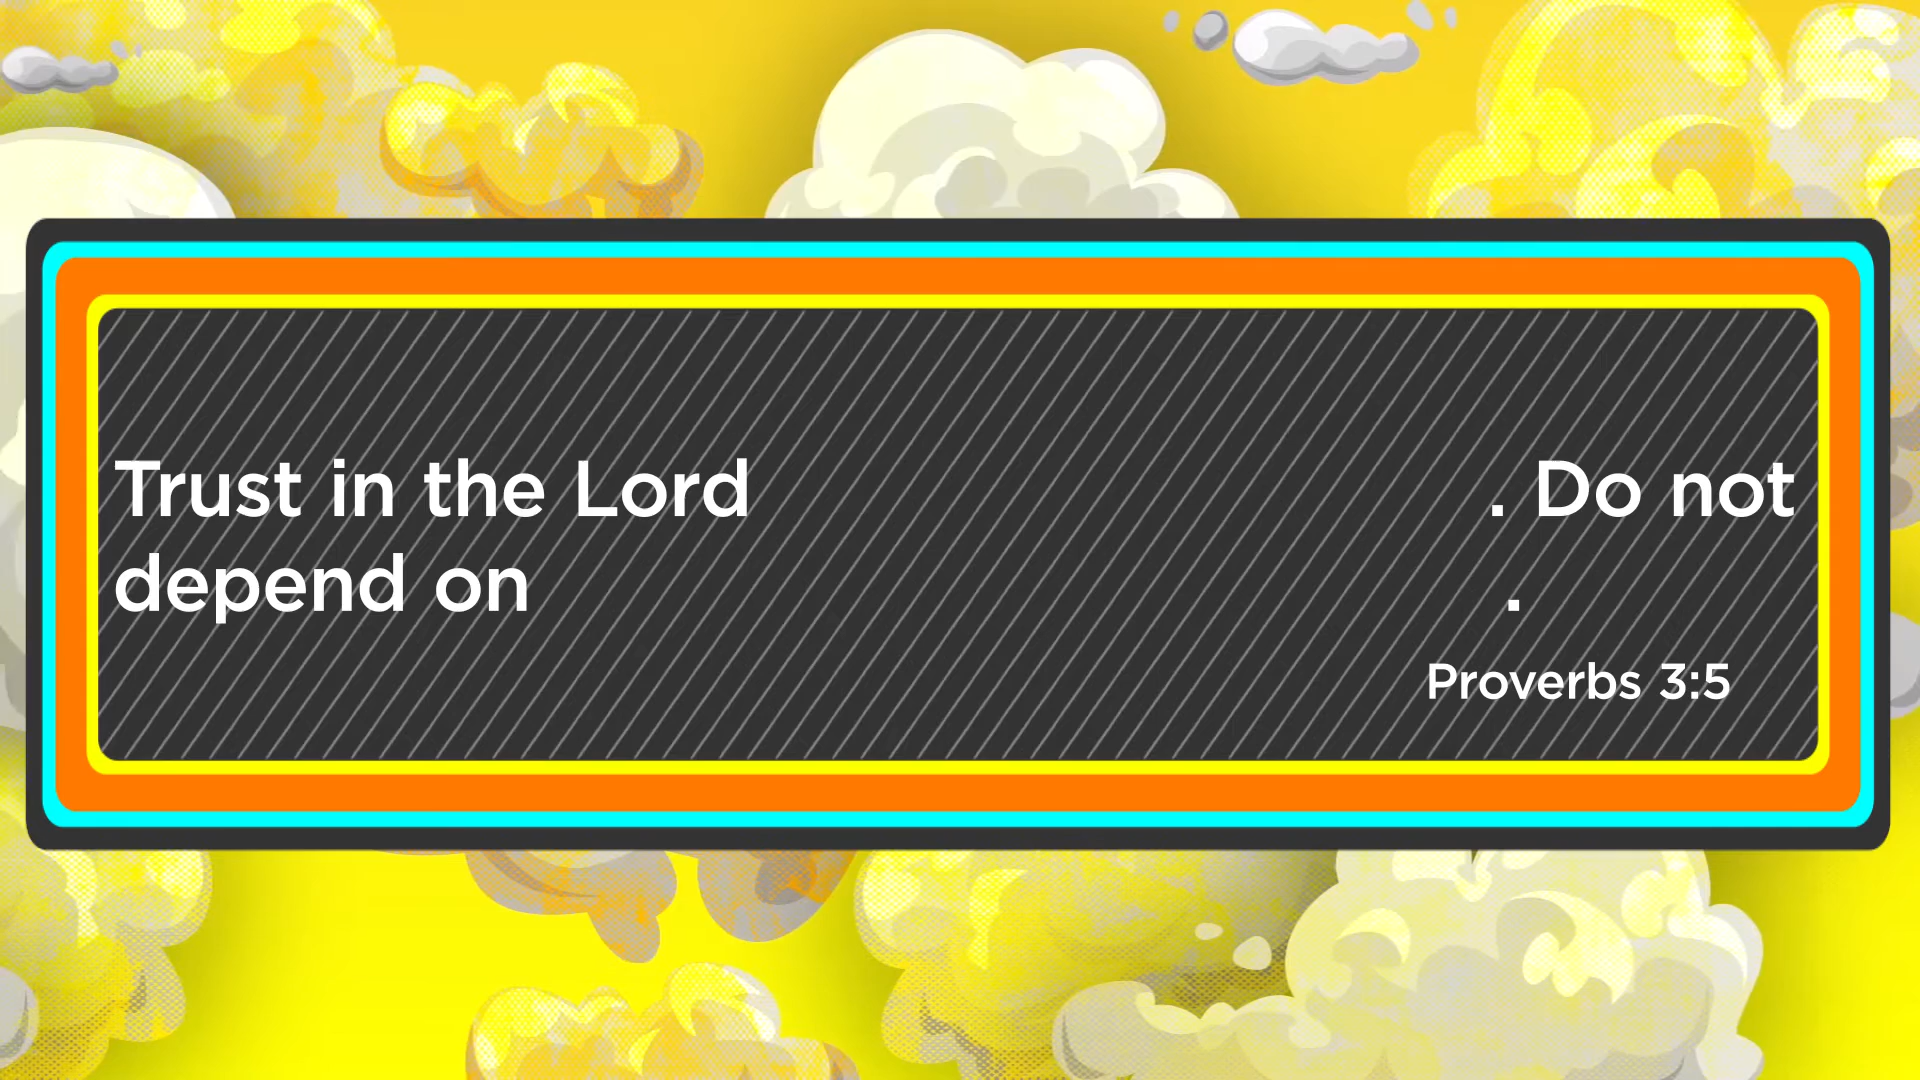 Trust in the Lord . Do not
depend on .
Proverbs 3:5